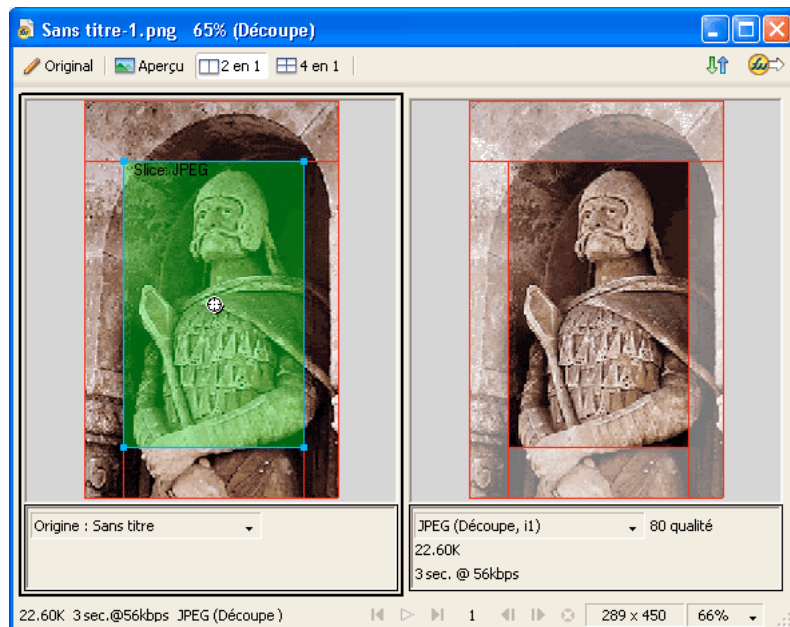 Sans titre-1.png 65% (Découpe)
Original Aperçu 2 en 1 4 en 1
Slice: JPEG
Origine : Sans titre
JPEG (Découpe, i1) 80 qualité
22.60K
3 sec. @ 56kbps
22.60K 3 sec.@56kbps JPEG (Découpe ) 1 289 x 450 66%